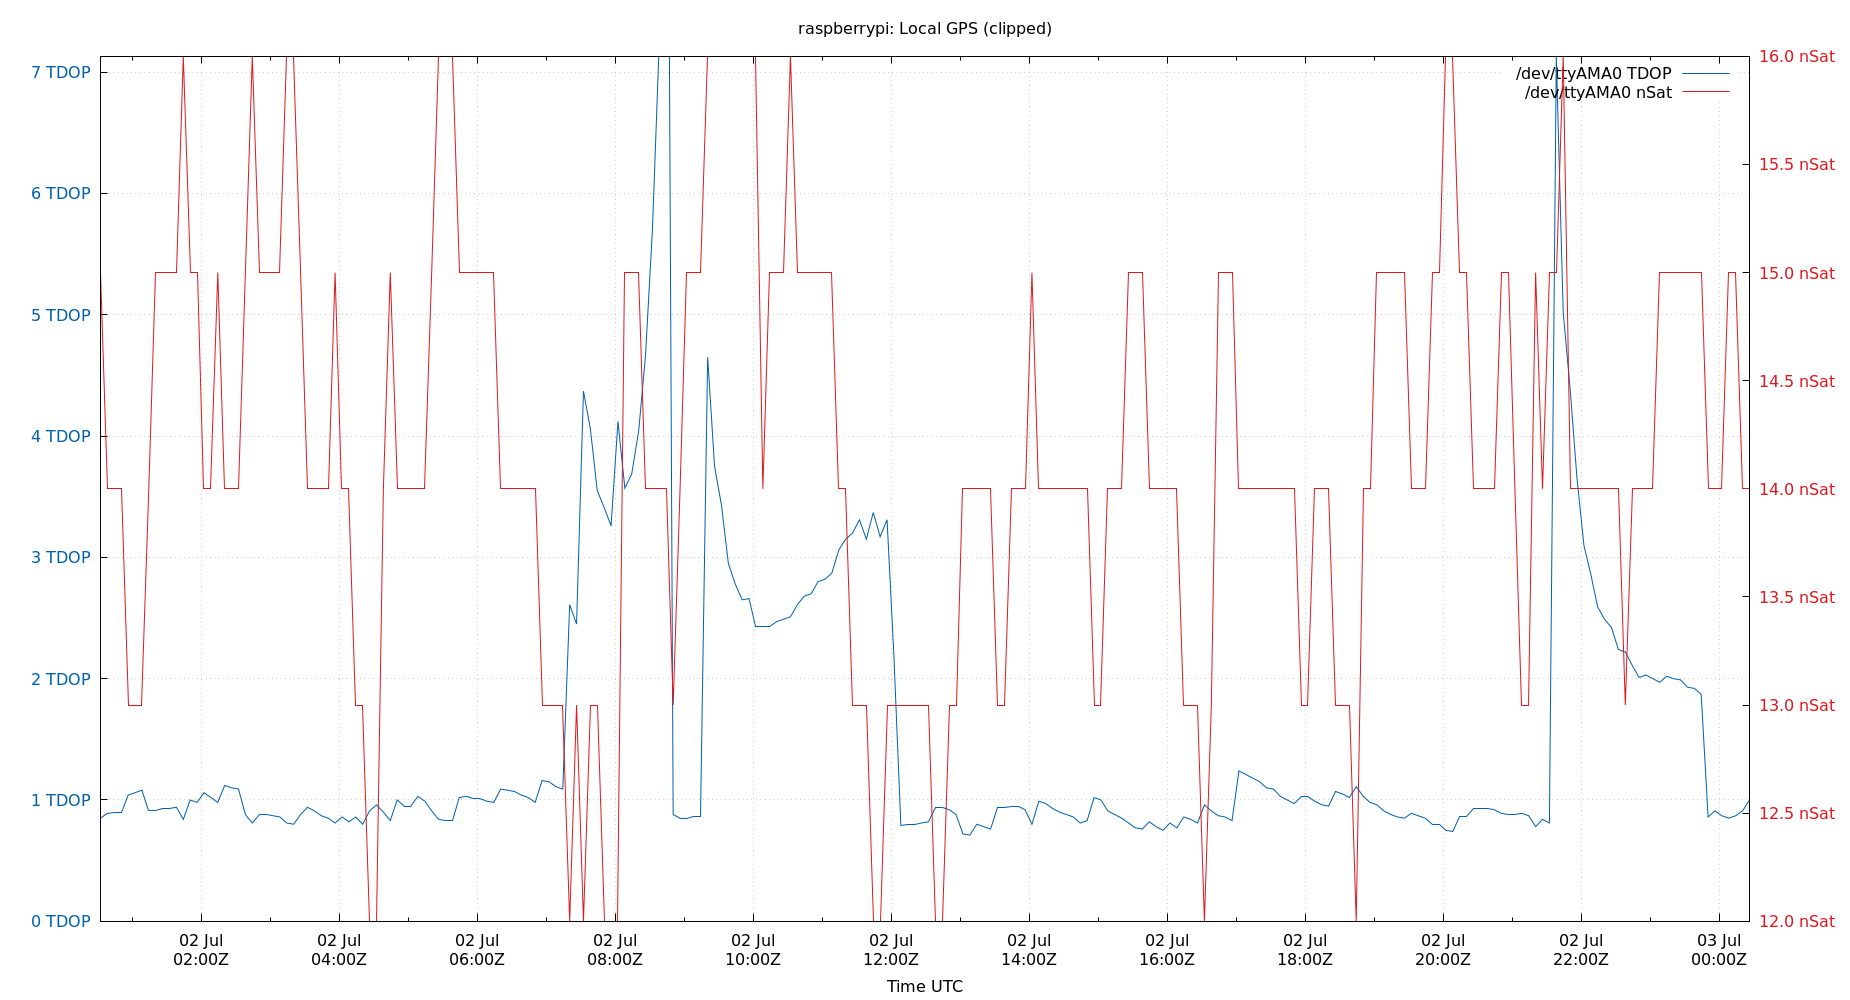 raspberrypi: Local GPS (clipped)
7 TDOP
6 TDOP
5 TDOP
4 TDOP
3 TDOP
2 TDOP
1 TDOP
0 TDOP
/dev/ttyAMA0 TDOP
/dev/ttyAMA0 nSat
16.0 nSat
15.5 nSat
15.0 nSat
14.5 nSat
14.0 nSat
13.5 nSat
13.0 nSat
12.5 nSat
12.0 nSat
02 Jul
02:00Z
02 Jul
04:00Z
02 Jul
06:00Z
02 Jul
08:00Z
02 Jul
10:00Z
02 Jul
12:00Z
02 Jul
14:00Z
02 Jul
16:00Z
02 Jul
18:00Z
02 Jul
20:00Z
02 Jul
22:00Z
03 Jul
00:00Z
Time UTC